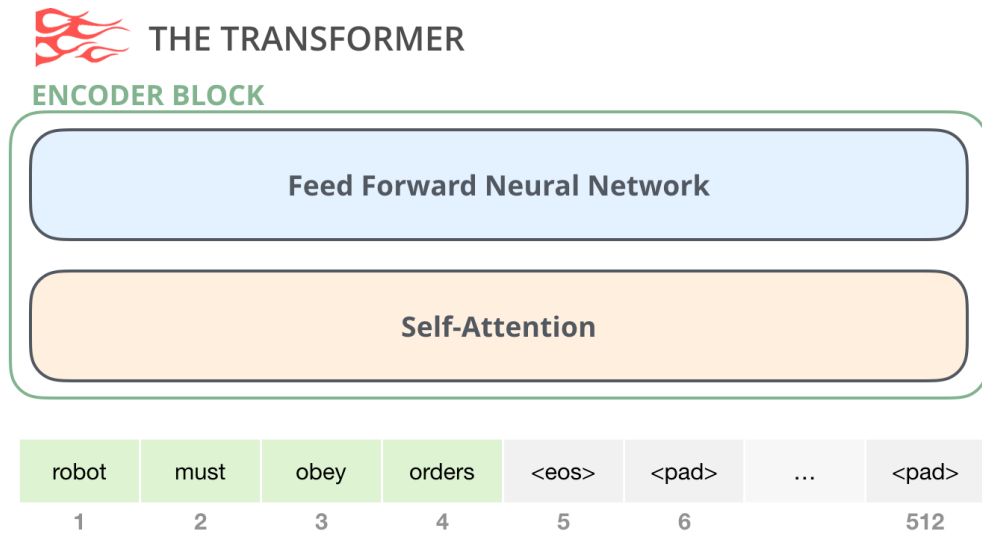 THE TRANSFORMER
ENCODER BLOCK
Feed Forward Neural Network
Self-Attention
robot must obey orders <eos> <pad> ... <pad>
1 2 3 4 5 6 512